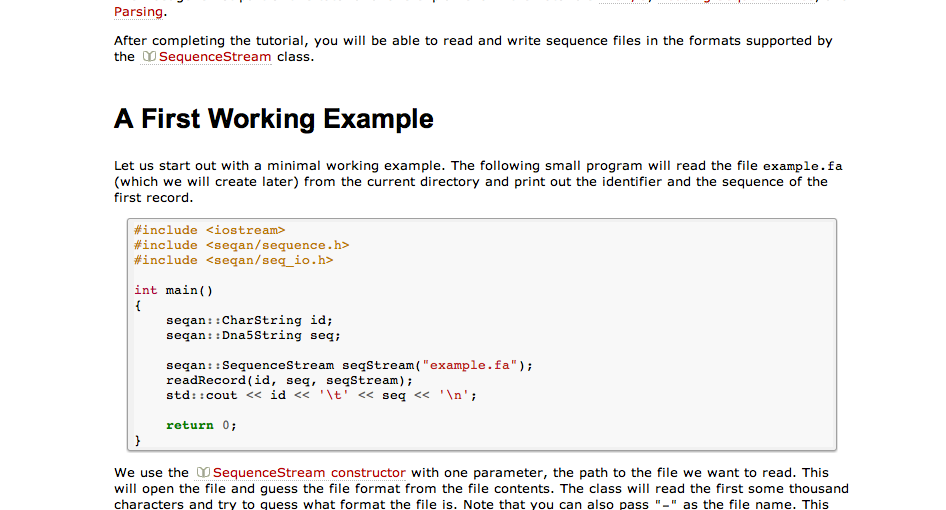 Parsing.
After completing the tutorial, you will be able to read and write sequence files in the formats supported by
the SequenceStream class.
A First Working Example
Let us start out with a minimal working example. The following small program will read the file example.fa
(which we will create later) from the current directory and print out the identifier and the sequence of the
first record.
#include <iostream>
#include <seqan/sequence.h>
#include <seqan/seq_io.h>
int main()
{
    seqan::CharString id;
    seqan::Dna5String seq;
    seqan::SequenceStream seqStream("example.fa");
    readRecord(id, seq, seqStream);
    std::cout << id << '\t' << seq << '\n';
    return 0;
}
We use the SequenceStream constructor with one parameter, the path to the file we want to read. This
will open the file and guess the file format from the file contents. The class will read the first some thousand
characters and try to guess what format the file is. Note that you can also pass "-" as the file name. This